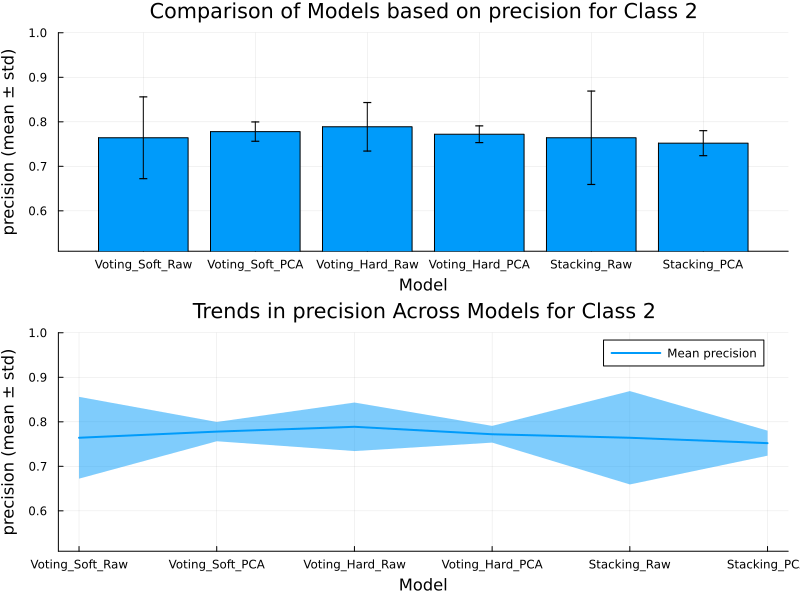 Comparison of Models based on precision for Class 2
precision (mean ± std)
1.0
0.9
0.8
0.7
0.6
Voting_Soft_Raw Voting_Soft_PCA Voting_Hard_Raw Voting_Hard_PCA Stacking_Raw Stacking_PCA
Model
Trends in precision Across Models for Class 2
precision (mean ± std)
1.0
Mean precision
0.9
0.8
0.7
0.6
Voting_Soft_Raw Voting_Soft_PCA Voting_Hard_Raw Voting_Hard_PCA Stacking_Raw Stacking_PC
Model